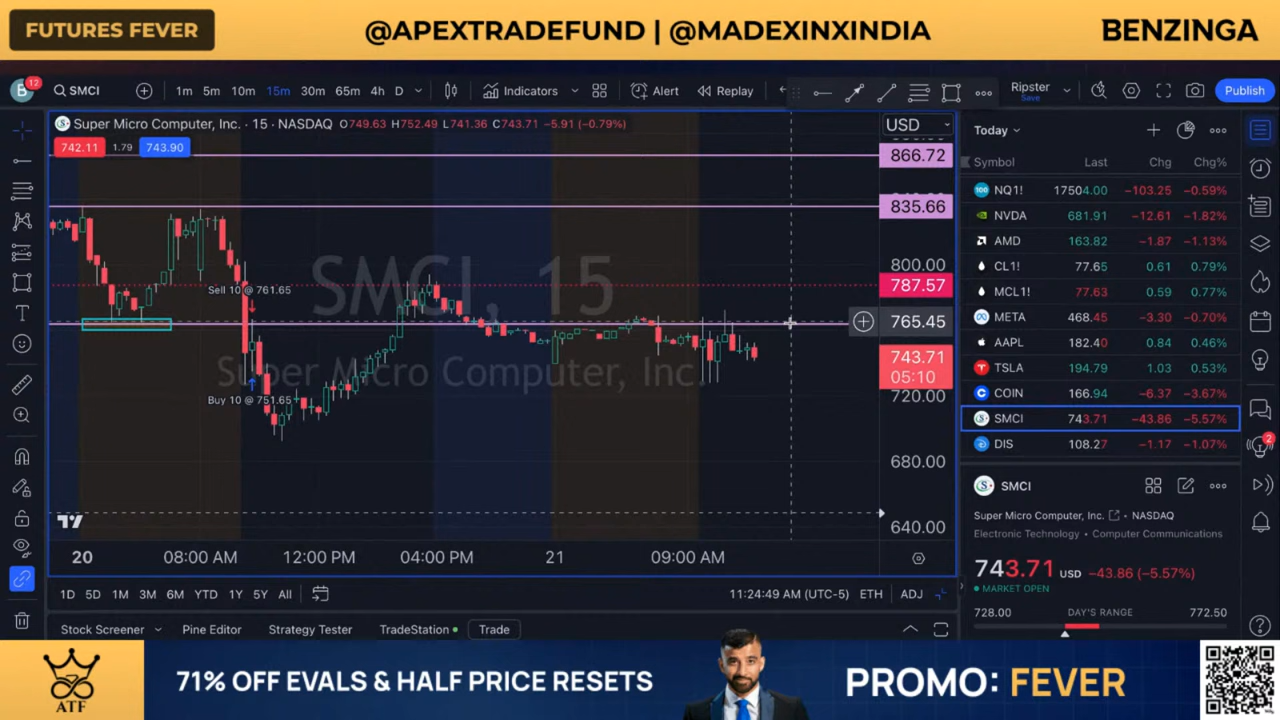 FUTURES FEVER
@APEXTRADEFUND | @MADEXINXINDIA
BENZINGA
B 12
SMCI
1m 5m 10m 15m 30m 65m 4h D
Indicators
Alert
Replay
Ripster
Save
Publish
Super Micro Computer, Inc. · 15 · NASDAQ O749.63 H752.49 L741.36 C743.71 −5.91 (−0.79%)
USD
742.11 1.79 743.90
866.72
835.66
800.00
787.57
765.45
743.71
05:10
720.00
680.00
640.00
SMCI, 15
Super Micro Computer, Inc.
Sell 10 @ 761.65
Buy 10 @ 751.65
20 08:00 AM 12:00 PM 04:00 PM 21 09:00 AM
1D 5D 1M 3M 6M YTD 1Y 5Y All
11:24:49 AM (UTC-5) ETH ADJ
Stock Screener Pine Editor Strategy Tester TradeStation Trade
Today
Symbol Last Chg Chg%
NQ1! 17504.00 −103.25 −0.59%
NVDA 681.91 −12.61 −1.82%
AMD 163.82 −1.87 −1.13%
CL1! 77.65 0.61 0.79%
MCL1! 77.63 0.59 0.77%
META 468.45 −3.30 −0.70%
AAPL 182.40 0.84 0.46%
TSLA 194.79 1.03 0.53%
COIN 166.94 −6.37 −3.67%
SMCI 743.71 −43.86 −5.57%
DIS 108.27 −1.17 −1.07%
2
SMCI
Super Micro Computer, Inc. • NASDAQ
Electronic Technology • Computer Communications
743.71 USD −43.86 (−5.57%)
MARKET OPEN
728.00 DAY'S RANGE 772.50
ATF
71% OFF EVALS & HALF PRICE RESETS
PROMO: FEVER